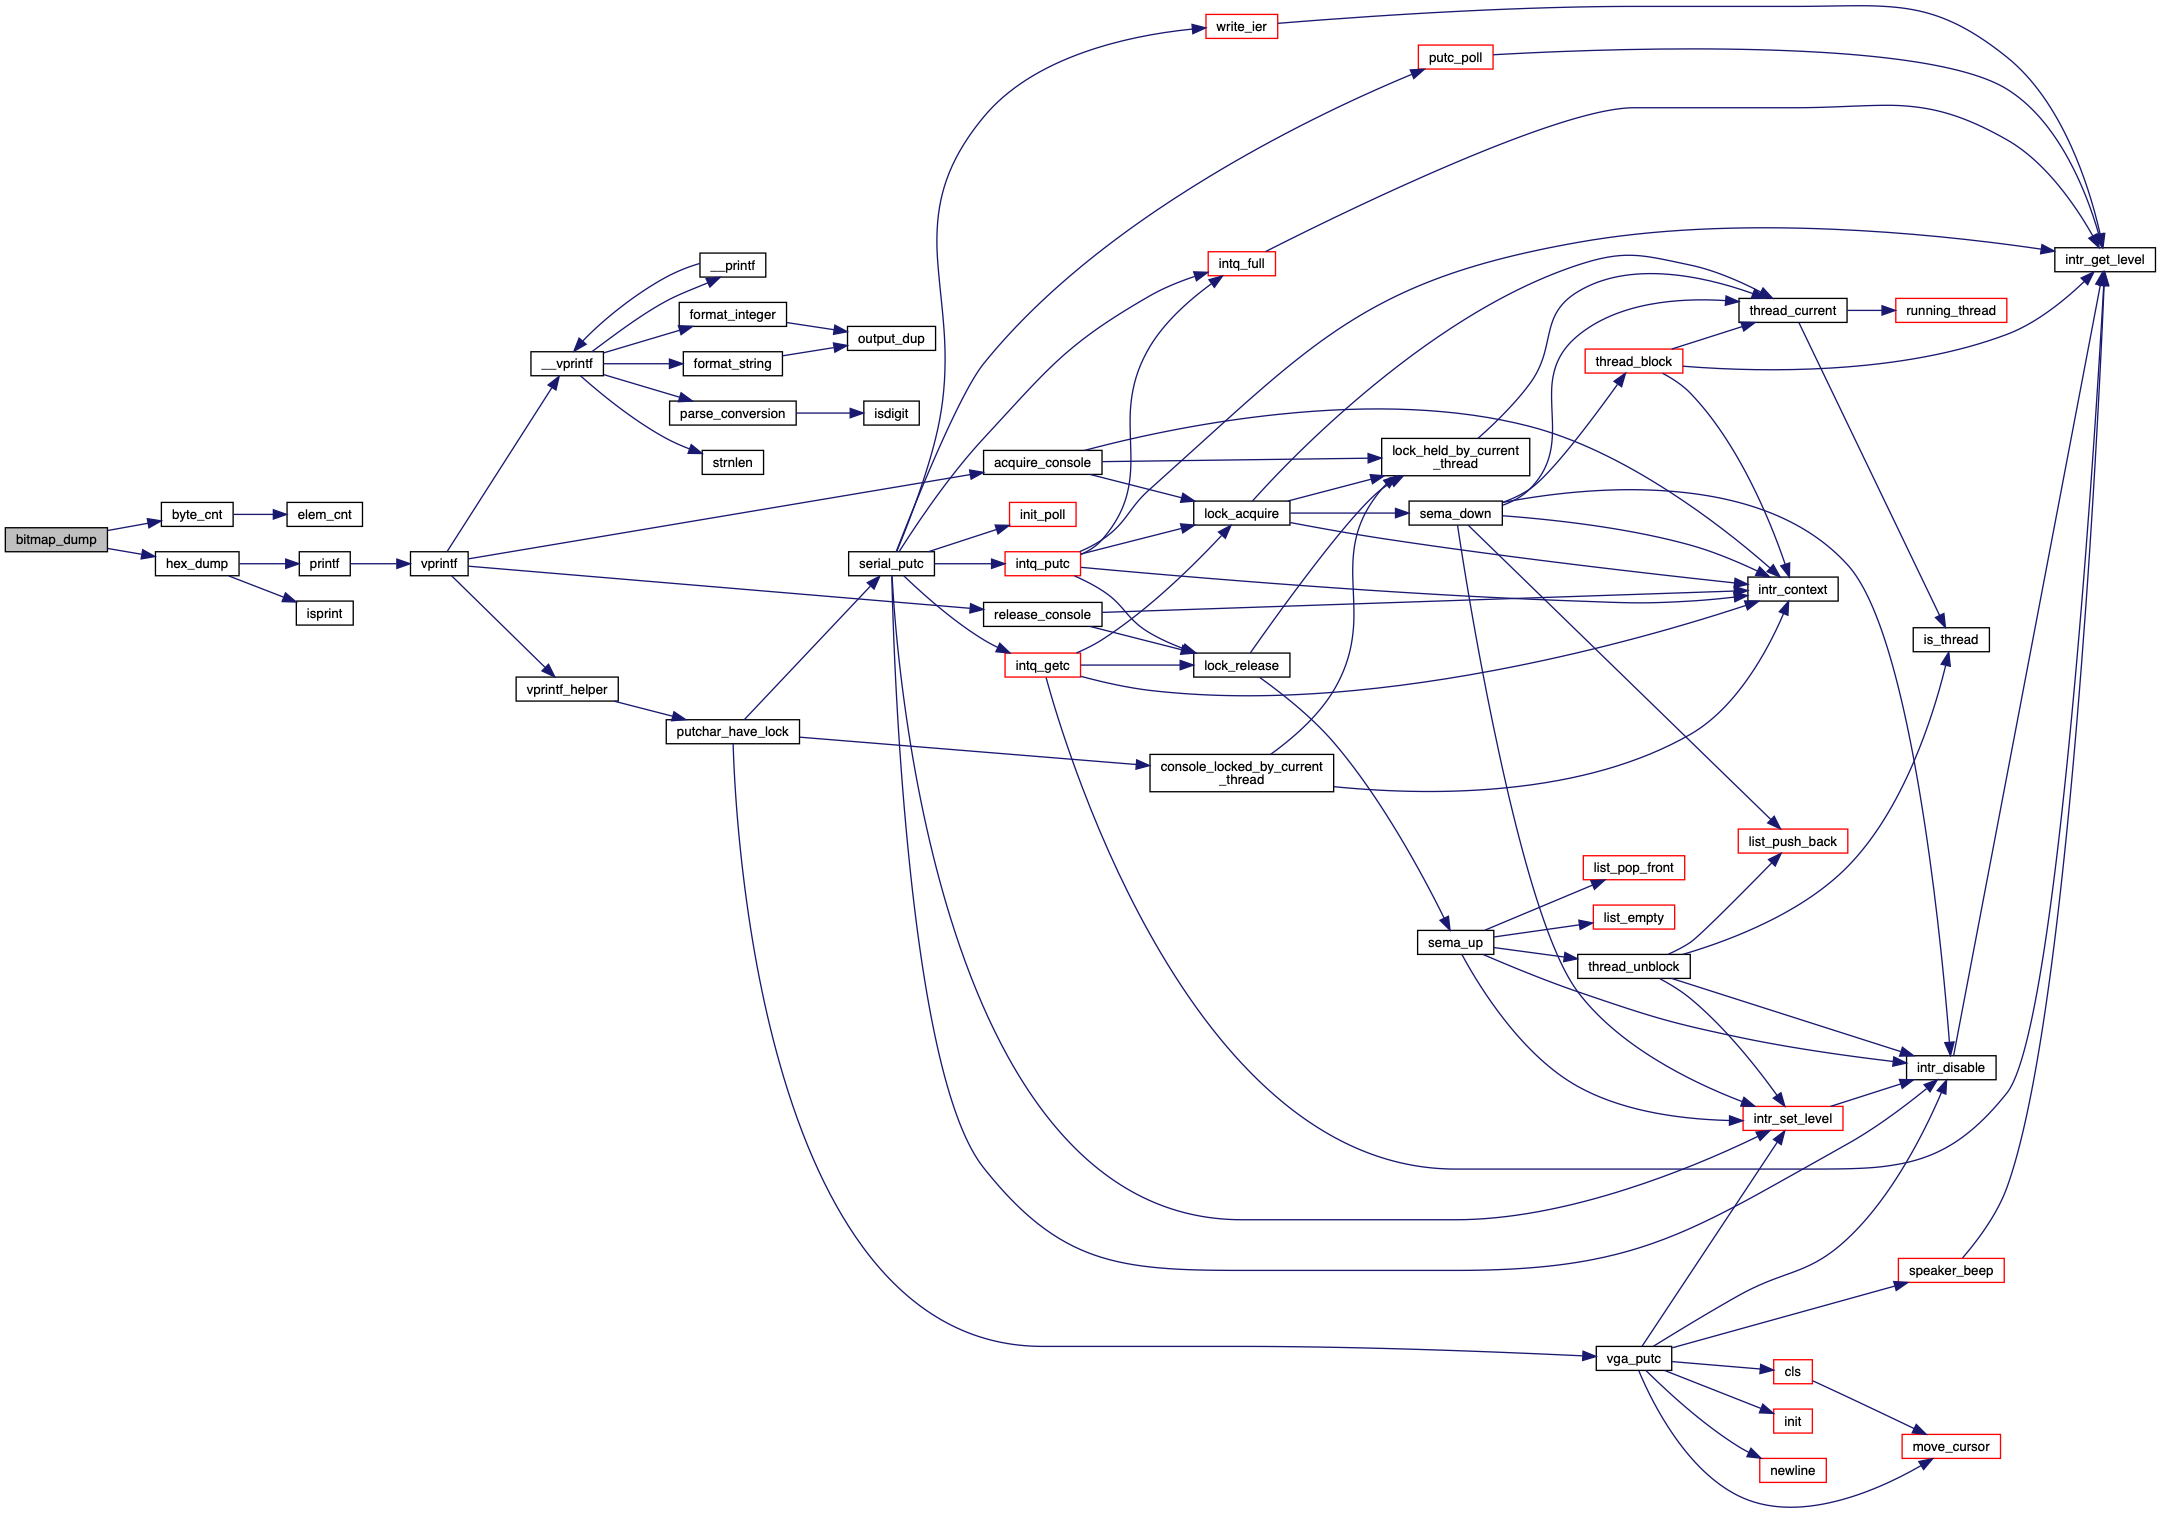 write_ier
putc_poll
intr_get_level
intq_full
__printf
thread_current
running_thread
format_integer
output_dup
__vprintf
format_string
thread_block
parse_conversion
isdigit
lock_held_by_current
_thread
strnlen
acquire_console
byte_cnt
elem_cnt
init_poll
lock_acquire
sema_down
bitmap_dump
hex_dump
printf
vprintf
serial_putc
intq_putc
intr_context
isprint
release_console
is_thread
intq_getc
lock_release
vprintf_helper
putchar_have_lock
console_locked_by_current
_thread
list_push_back
list_pop_front
list_empty
sema_up
thread_unblock
intr_disable
intr_set_level
speaker_beep
vga_putc
cls
init
move_cursor
newline